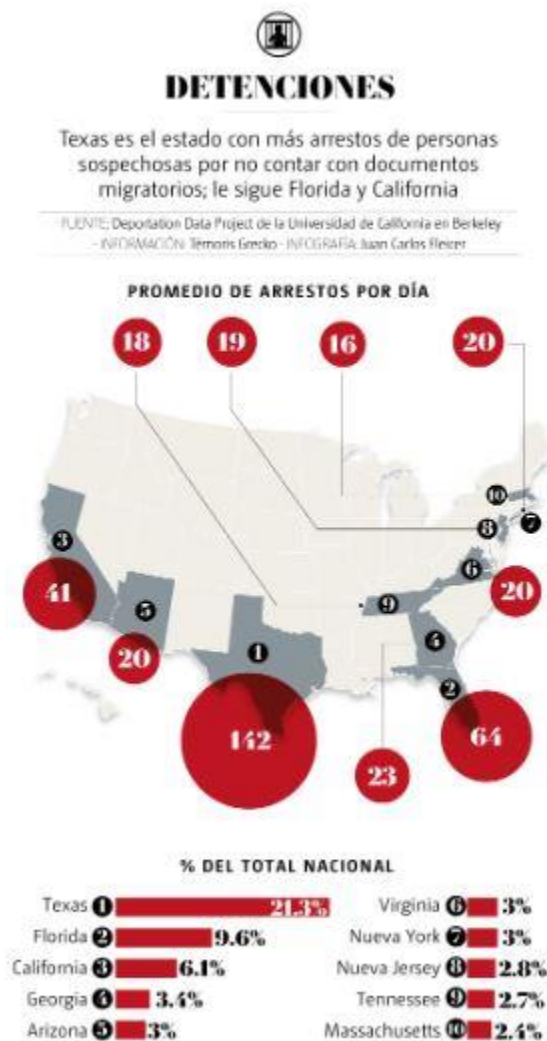 DETENCIONES
Texas es el estado con más arrestos de personas
sospechosas por no contar con documentos
migratorios; le sigue Florida y California
FUENTE: Deportation Data Project de la Universidad de California en Berkeley
- INFORMACIÓN: Témoris Grecko - INFOGRAFÍA: Juan Carlos Fleicer
PROMEDIO DE ARRESTOS POR DÍA
18 19 16 20
10
8 7
3
6
41 5 9 20
20 4
1
2
142 64
23
% DEL TOTAL NACIONAL
Texas 1 21.3%
Florida 2 9.6%
California 3 6.1%
Georgia 4 3.4%
Arizona 5 3%
Virginia 6 3%
Nueva York 7 3%
Nueva Jersey 8 2.8%
Tennessee 9 2.7%
Massachusetts 10 2.4%